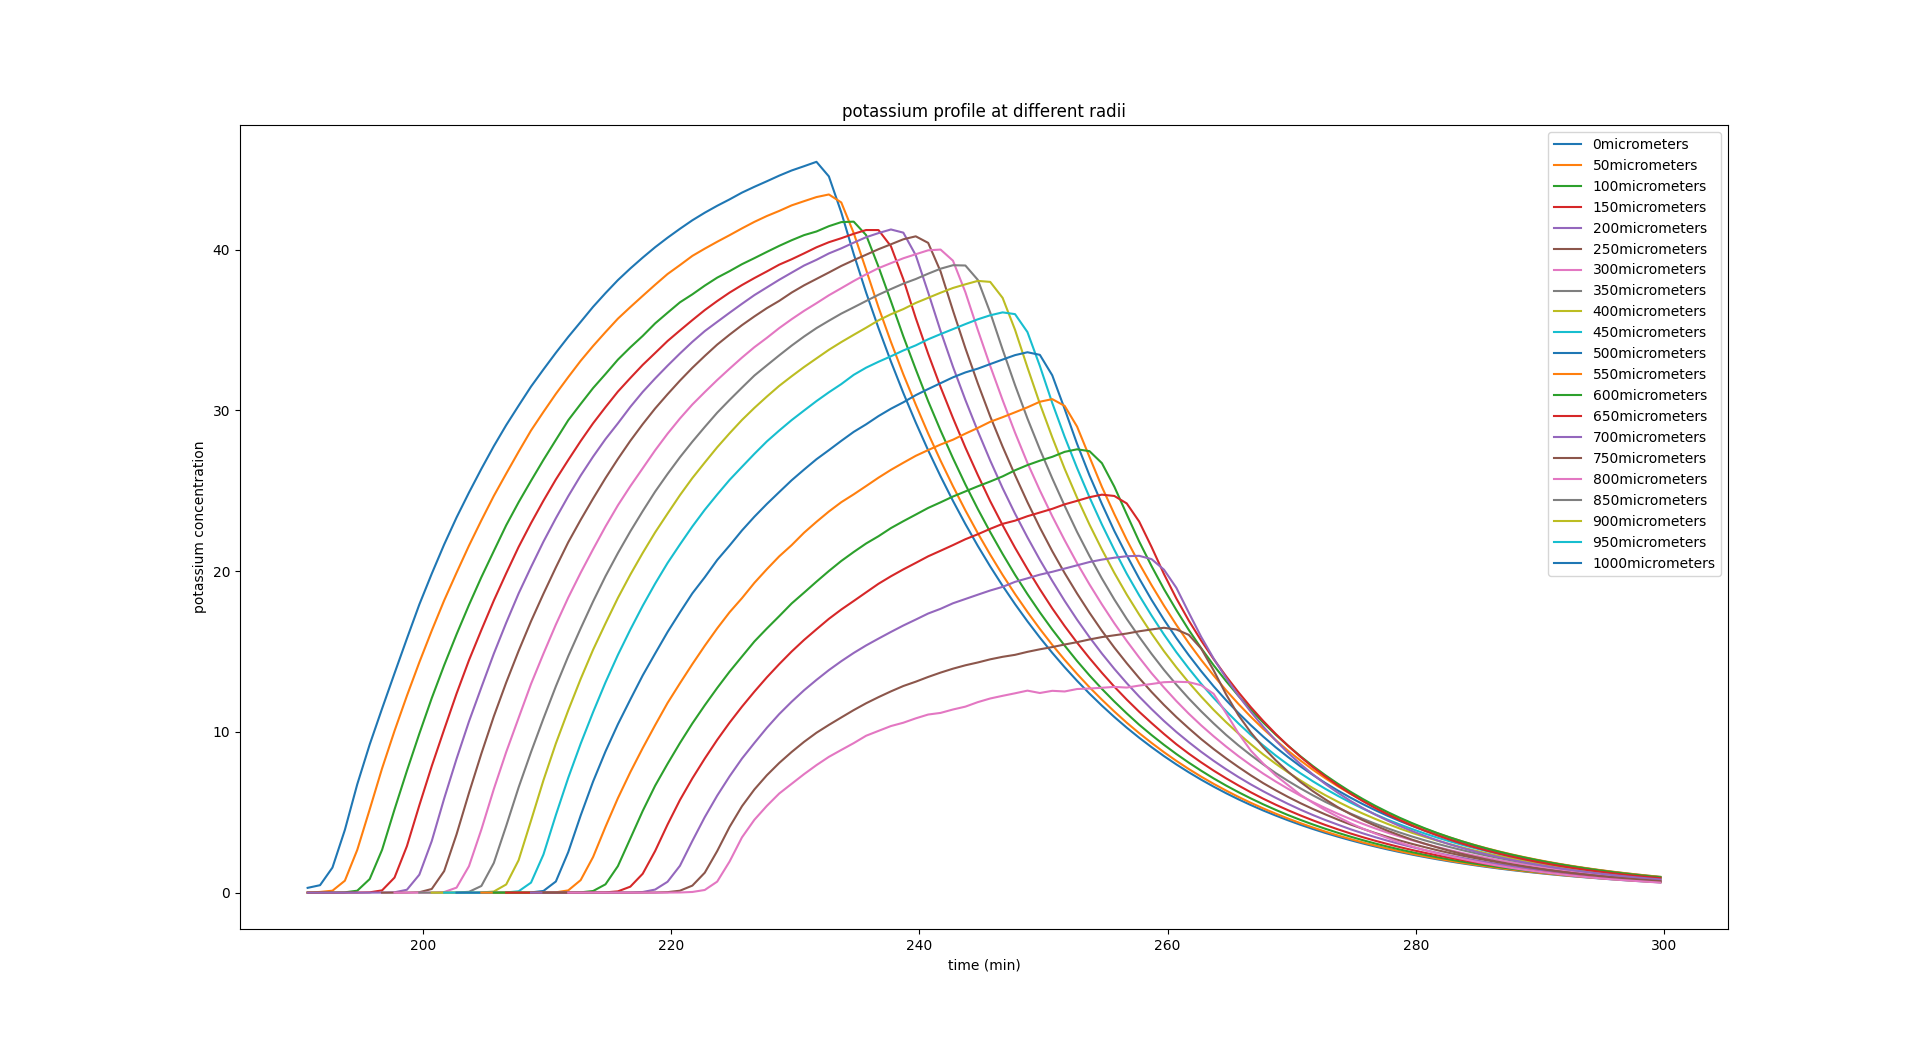 potassium profile at different radii
0micrometers
50micrometers
100micrometers
150micrometers
200micrometers
250micrometers
300micrometers
350micrometers
400micrometers
450micrometers
500micrometers
550micrometers
600micrometers
650micrometers
700micrometers
750micrometers
800micrometers
850micrometers
900micrometers
950micrometers
1000micrometers
40
30
20
10
0
potassium concentration
200 220 240 260 280 300
time (min)